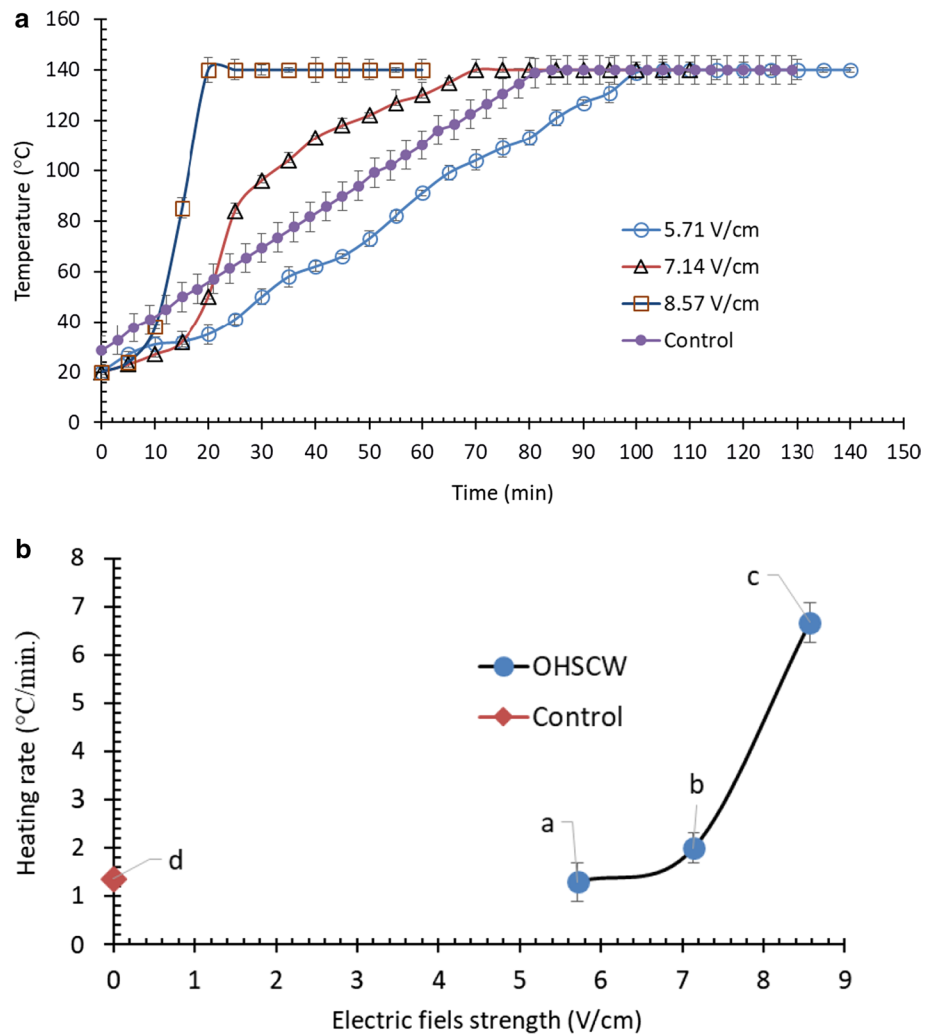 a
160
140
120
100
80
60
40
20
0
Temperature (°C)
5.71 V/cm
7.14 V/cm
8.57 V/cm
Control
0 10 20 30 40 50 60 70 80 90 100 110 120 130 140 150
Time (min)
b
8
7
6
5
4
3
2
1
0
Heating rate (°C/min.)
c
OHSCW
Control
b
a
d
0 1 2 3 4 5 6 7 8 9
Electric fiels strength (V/cm)